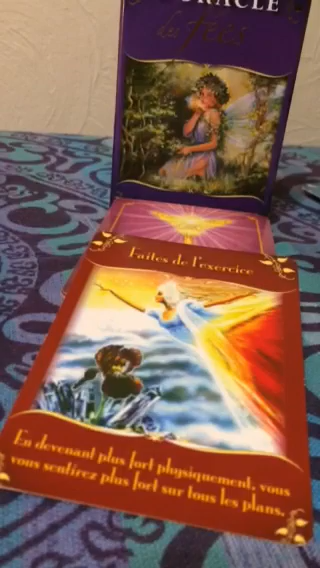 ORACLE
des fées
Faites de l'exercice
En devenant plus fort physiquement, vous
vous sentirez plus fort sur tous les plans.